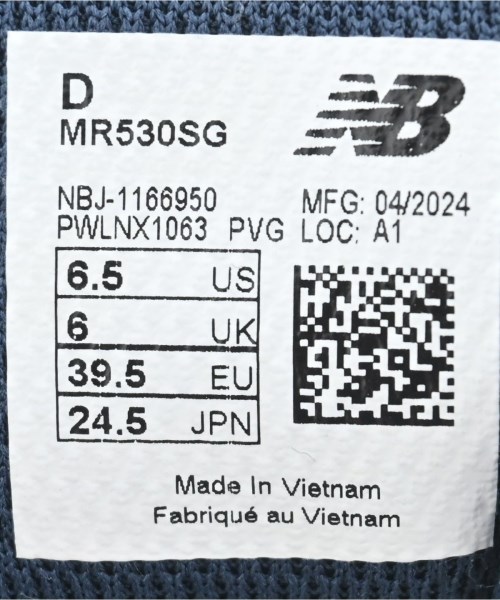 D
NB
MR530SG
NBJ-1166950 MFG: 04/2024
PWLNX1063 PVG LOC: A1
6.5 US
6 UK
39.5 EU
24.5 JPN
Made In Vietnam
Fabriqué au Vietnam